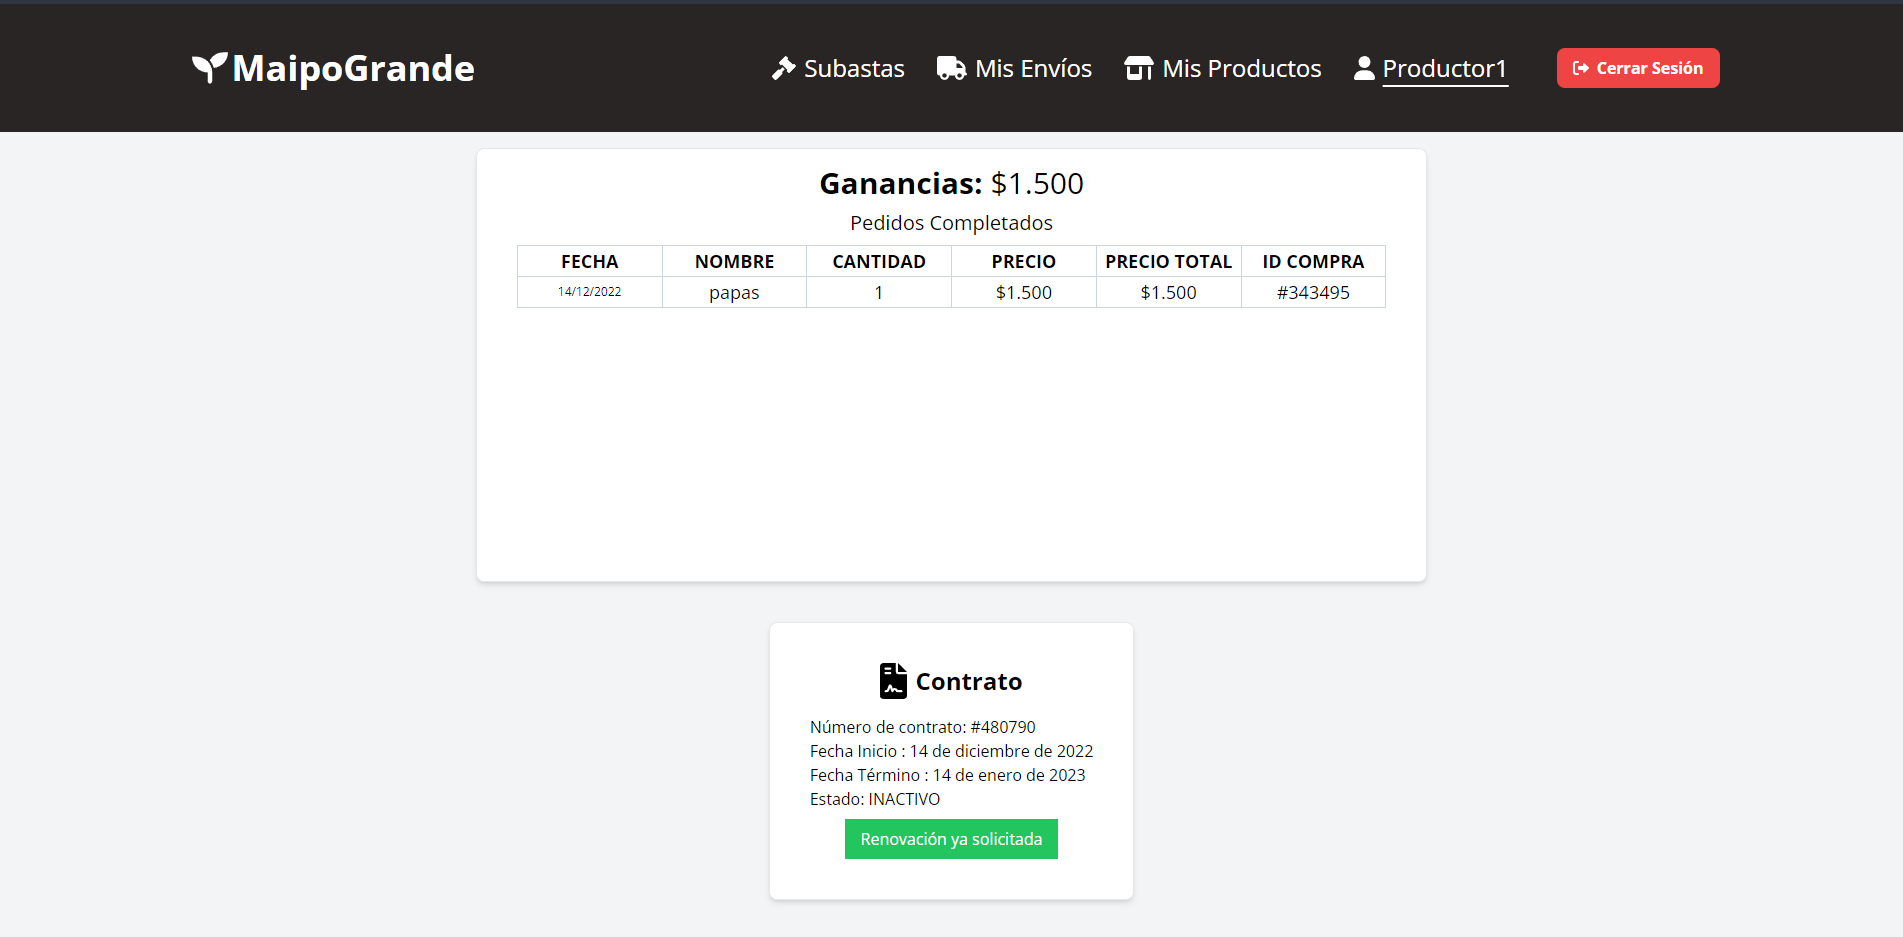 MaipoGrande
Subastas Mis Envíos Mis Productos Productor1 Cerrar Sesión
Ganancias: $1.500
Pedidos Completados
FECHA NOMBRE CANTIDAD PRECIO PRECIO TOTAL ID COMPRA
14/12/2022 papas 1 $1.500 $1.500 #343495
Contrato
Número de contrato: #480790
Fecha Inicio : 14 de diciembre de 2022
Fecha Término : 14 de enero de 2023
Estado: INACTIVO
Renovación ya solicitada